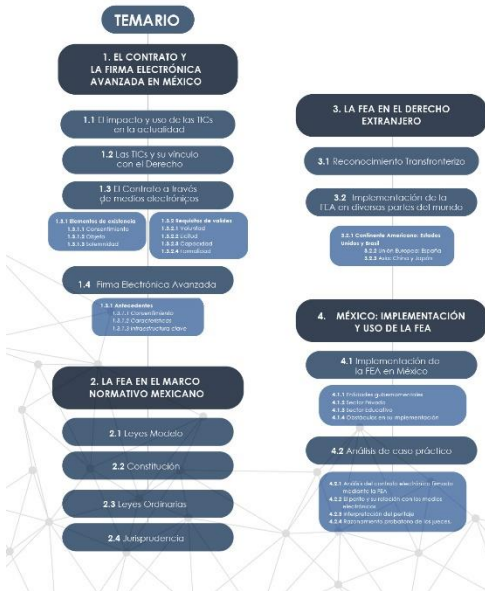 TEMARIO
1. EL CONTRATO Y
LA FIRMA ELECTRÓNICA
AVANZADA EN MÉXICO
1.1 El impacto y uso de las TICs
en la actualidad
1.2 Las TICs y su vínculo
con el Derecho
1.3 El Contrato a través
de medios electrónicos
1.3.1 Elementos de existencia
1.3.1.1 Consentimiento
1.3.1.2 Objeto
1.3.1.3 Solemnidad
1.3.2 Requisitos de validez
1.3.2.1 Voluntad
1.3.2.2 Licitud
1.3.2.3 Capacidad
1.3.2.4 Formalidad
1.4 Firma Electrónica Avanzada
1.3.1 Antecedentes
1.3.1.1 Consentimiento
1.3.1.2 Características
1.3.1.3 Infraestructura clave
2. LA FEA EN EL MARCO
NORMATIVO MEXICANO
2.1 Leyes Modelo
2.2 Constitución
2.3 Leyes Ordinarias
2.4 Jurisprudencia
3. LA FEA EN EL DERECHO
EXTRANJERO
3.1 Reconocimiento Transfronterizo
3.2 Implementación de la
FEA en diversas partes del mundo
3.2.1 Continente Americano: Estados
Unidos y Brasil
3.2.2 Unión Europea: España
3.2.3 Asia: China y Japón
4. MÉXICO: IMPLEMENTACIÓN
Y USO DE LA FEA
4.1 Implementación de
la FEA en México
4.1.1 Entidades gubernamentales
4.1.2 Sector Privado
4.1.3 Sector Educativo
4.1.4 Obstáculos en su implementación
4.2 Análisis de caso práctico
4.2.1 Análisis del contrato electrónico firmado
mediante la FEA
4.2.2 El perito y su relación con los medios
electrónicos
4.2.3 Interpretación del peritaje
4.2.4 Razonamiento probatorio de los jueces.